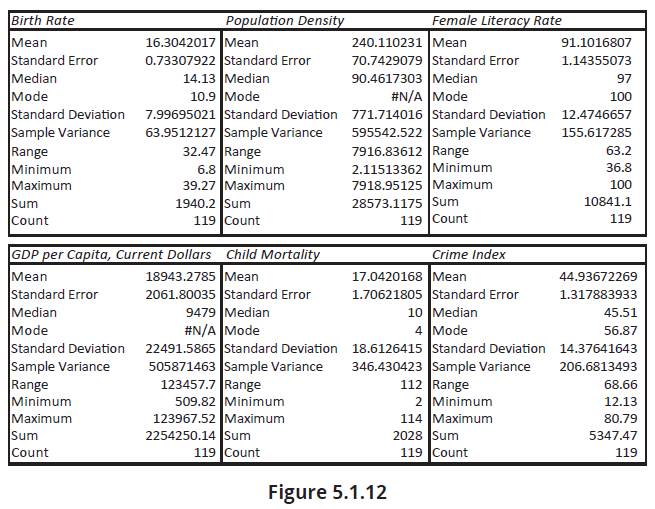 Birth Rate Population Density Female Literacy Rate
Mean 16.3042017 Mean 240.110231 Mean 91.1016807
Standard Error 0.73307922 Standard Error 70.7429079 Standard Error 1.14355073
Median 14.13 Median 90.4617303 Median 97
Mode 10.9 Mode #N/A Mode 100
Standard Deviation 7.99695021 Standard Deviation 771.714016 Standard Deviation 12.4746657
Sample Variance 63.9512127 Sample Variance 595542.522 Sample Variance 155.617285
Range 32.47 Range 7916.83612 Range 63.2
Minimum 6.8 Minimum 2.11513362 Minimum 36.8
Maximum 39.27 Maximum 7918.95125 Maximum 100
Sum 1940.2 Sum 28573.1175 Sum 10841.1
Count 119 Count 119 Count 119
GDP per Capita, Current Dollars Child Mortality Crime Index
Mean 18943.2785 Mean 17.0420168 Mean 44.93672269
Standard Error 2061.80035 Standard Error 1.70621805 Standard Error 1.317883933
Median 9479 Median 10 Median 45.51
Mode #N/A Mode 4 Mode 56.87
Standard Deviation 22491.5865 Standard Deviation 18.6126415 Standard Deviation 14.37641643
Sample Variance 505871463 Sample Variance 346.430423 Sample Variance 206.6813493
Range 123457.7 Range 112 Range 68.66
Minimum 509.82 Minimum 2 Minimum 12.13
Maximum 123967.52 Maximum 114 Maximum 80.79
Sum 2254250.14 Sum 2028 Sum 5347.47
Count 119 Count 119 Count 119
Figure 5.1.12